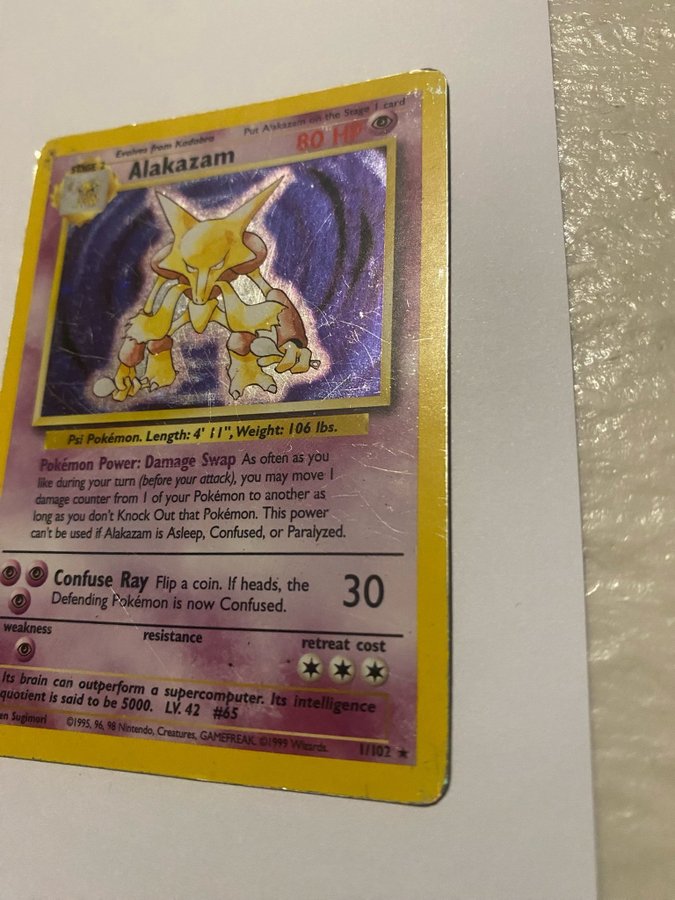 Evolves from Kadabra
Put Alakazam on the Stage 1 card
STAGE 2
Alakazam
80 HP
Psi Pokémon. Length: 4' 11", Weight: 106 lbs.
Pokémon Power: Damage Swap As often as you
like during your turn (before your attack), you may move 1
damage counter from 1 of your Pokémon to another as
long as you don't Knock Out that Pokémon. This power
can't be used if Alakazam is Asleep, Confused, or Paralyzed.
Confuse Ray Flip a coin. If heads, the
Defending Pokémon is now Confused.
30
weakness
resistance
retreat cost
Its brain can outperform a supercomputer. Its intelligence
quotient is said to be 5000. LV. 42 #65
en Sugimori ©1995, 96, 98 Nintendo, Creatures, GAMEFREAK. ©1999 Wizards.
1/102 ★